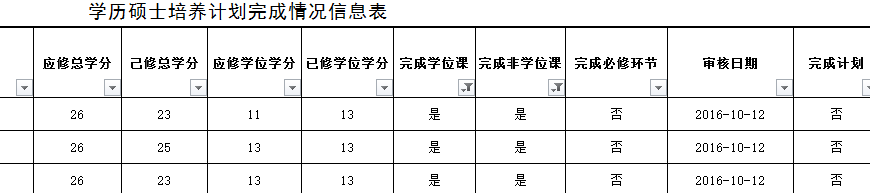 学历硕士培养计划完成情况信息表
应修总学分 已修总学分 应修学位学分 已修学位学分 完成学位课 完成非学位课 完成必修环节 审核日期 完成计划
26 23 11 13 是 是 否 2016-10-12 否
26 25 13 13 是 是 否 2016-10-12 否
26 23 13 13 是 是 否 2016-10-12 否